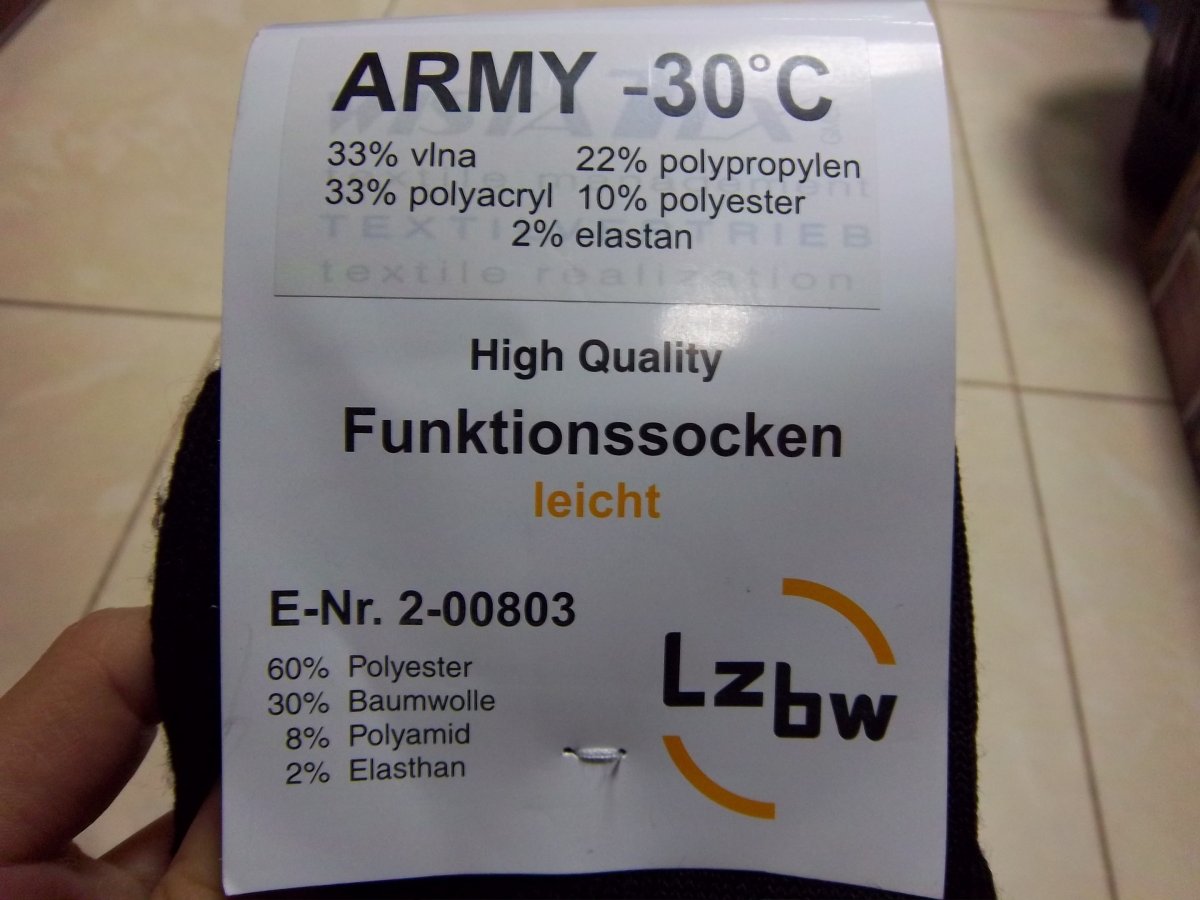 ARMY -30°C
33% vlna 22% polypropylen
33% polyacryl 10% polyester
2% elastan
TEXTILVERTRIEB
textile realization
High Quality
Funktionssocken
leicht
E-Nr. 2-00803
60% Polyester
30% Baumwolle
8% Polyamid
2% Elasthan
Lzbw